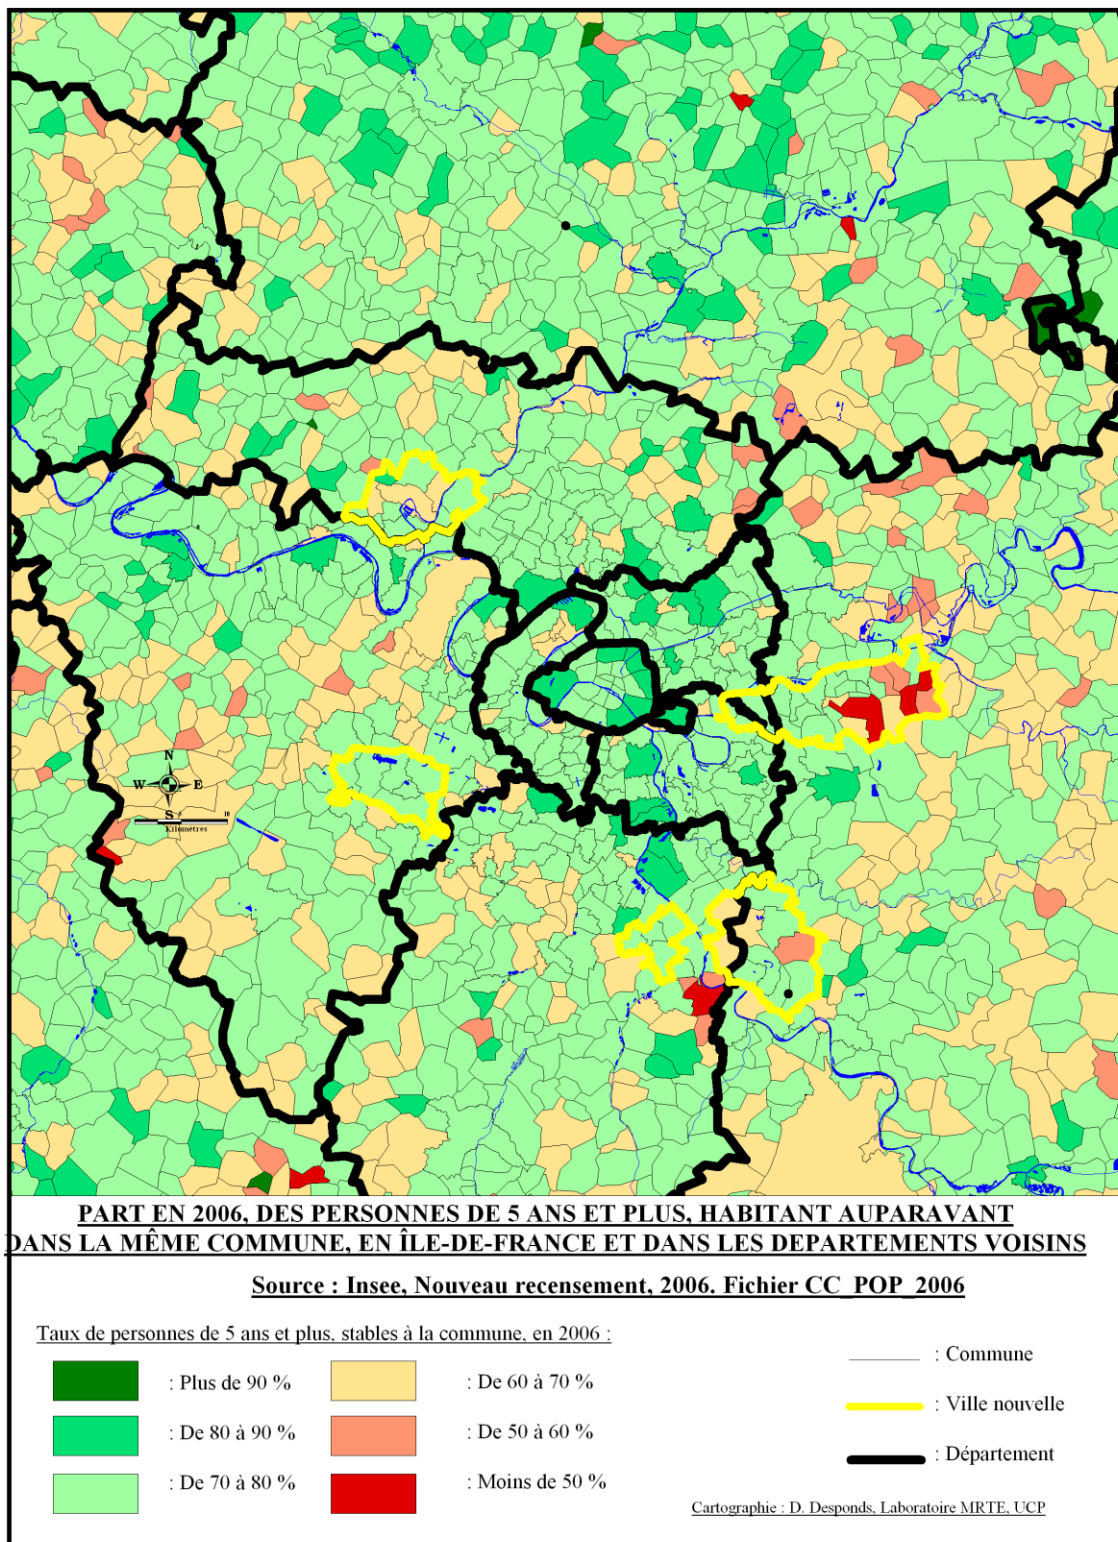 N
W E
S
0 10
Kilomètres
PART EN 2006, DES PERSONNES DE 5 ANS ET PLUS, HABITANT AUPARAVANT
DANS LA MÊME COMMUNE, EN ÎLE-DE-FRANCE ET DANS LES DEPARTEMENTS VOISINS
Source : Insee, Nouveau recensement, 2006. Fichier CC_POP_2006
Taux de personnes de 5 ans et plus, stables à la commune, en 2006 :
: Plus de 90 %
: De 80 à 90 %
: De 70 à 80 %
: De 60 à 70 %
: De 50 à 60 %
: Moins de 50 %
: Commune
: Ville nouvelle
: Département
Cartographie : D. Desponds, Laboratoire MRTE, UCP